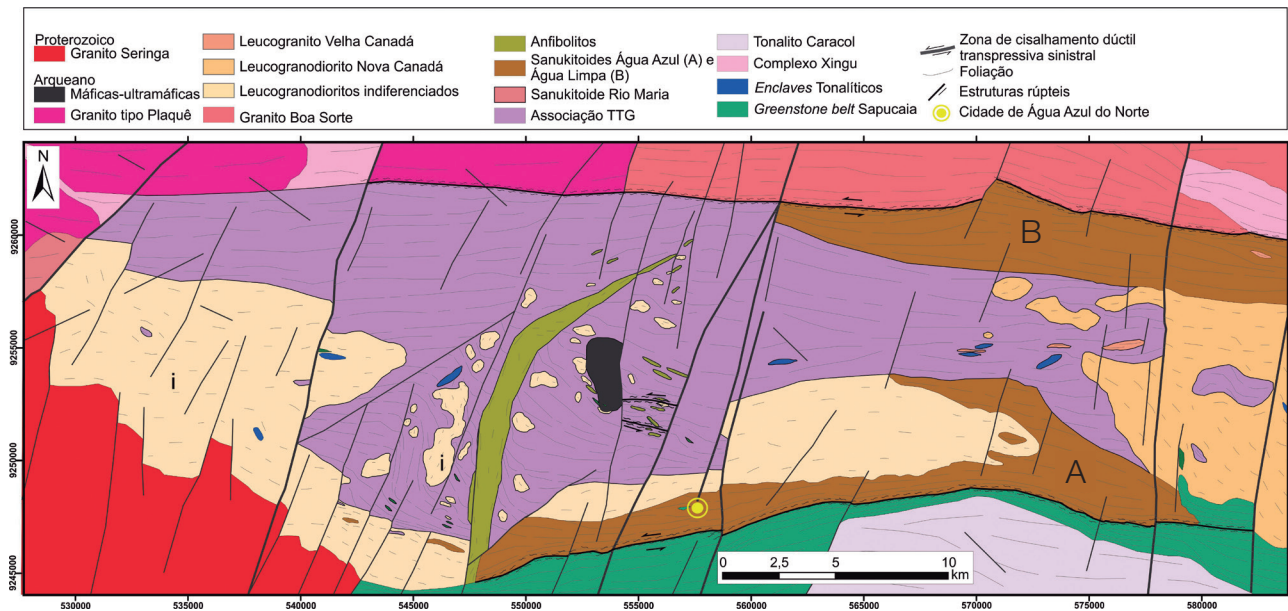 Proterozoico
Granito Seringa
Arqueano
Máficas-ultramáficas
Granito tipo Plaquê
Leucogranito Velha Canadá
Leucogranodiorito Nova Canadá
Leucogranodioritos indiferenciados
Granito Boa Sorte
Anfibolitos
Sanukitoides Água Azul (A) e
Água Limpa (B)
Sanukitoide Rio Maria
Associação TTG
Tonalito Caracol
Complexo Xingu
Enclaves Tonalíticos
Greenstone belt Sapucaia
Zona de cisalhamento dúctil
transpressiva sinistral
Foliação
Estruturas rúpteis
Cidade de Água Azul do Norte
N
B
9260000
9255000
i
i
9250000
A
9245000
0 2,5 5 10
km
530000 535000 540000 545000 550000 555000 560000 565000 570000 575000 580000